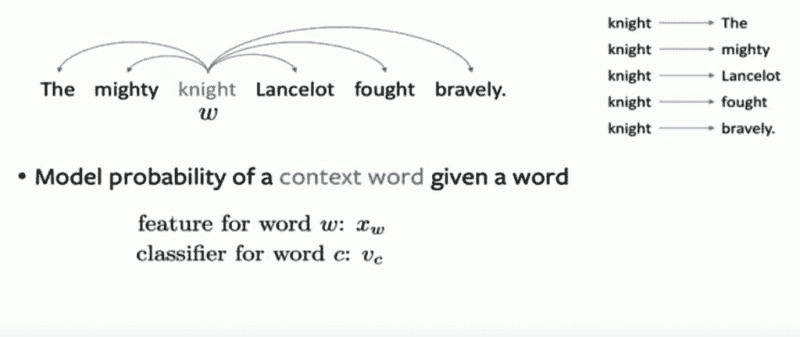 The mighty knight Lancelot fought bravely.
w
knight The
knight mighty
knight Lancelot
knight fought
knight bravely.
• Model probability of a context word given a word
feature for word w: x_w
classifier for word c: v_c